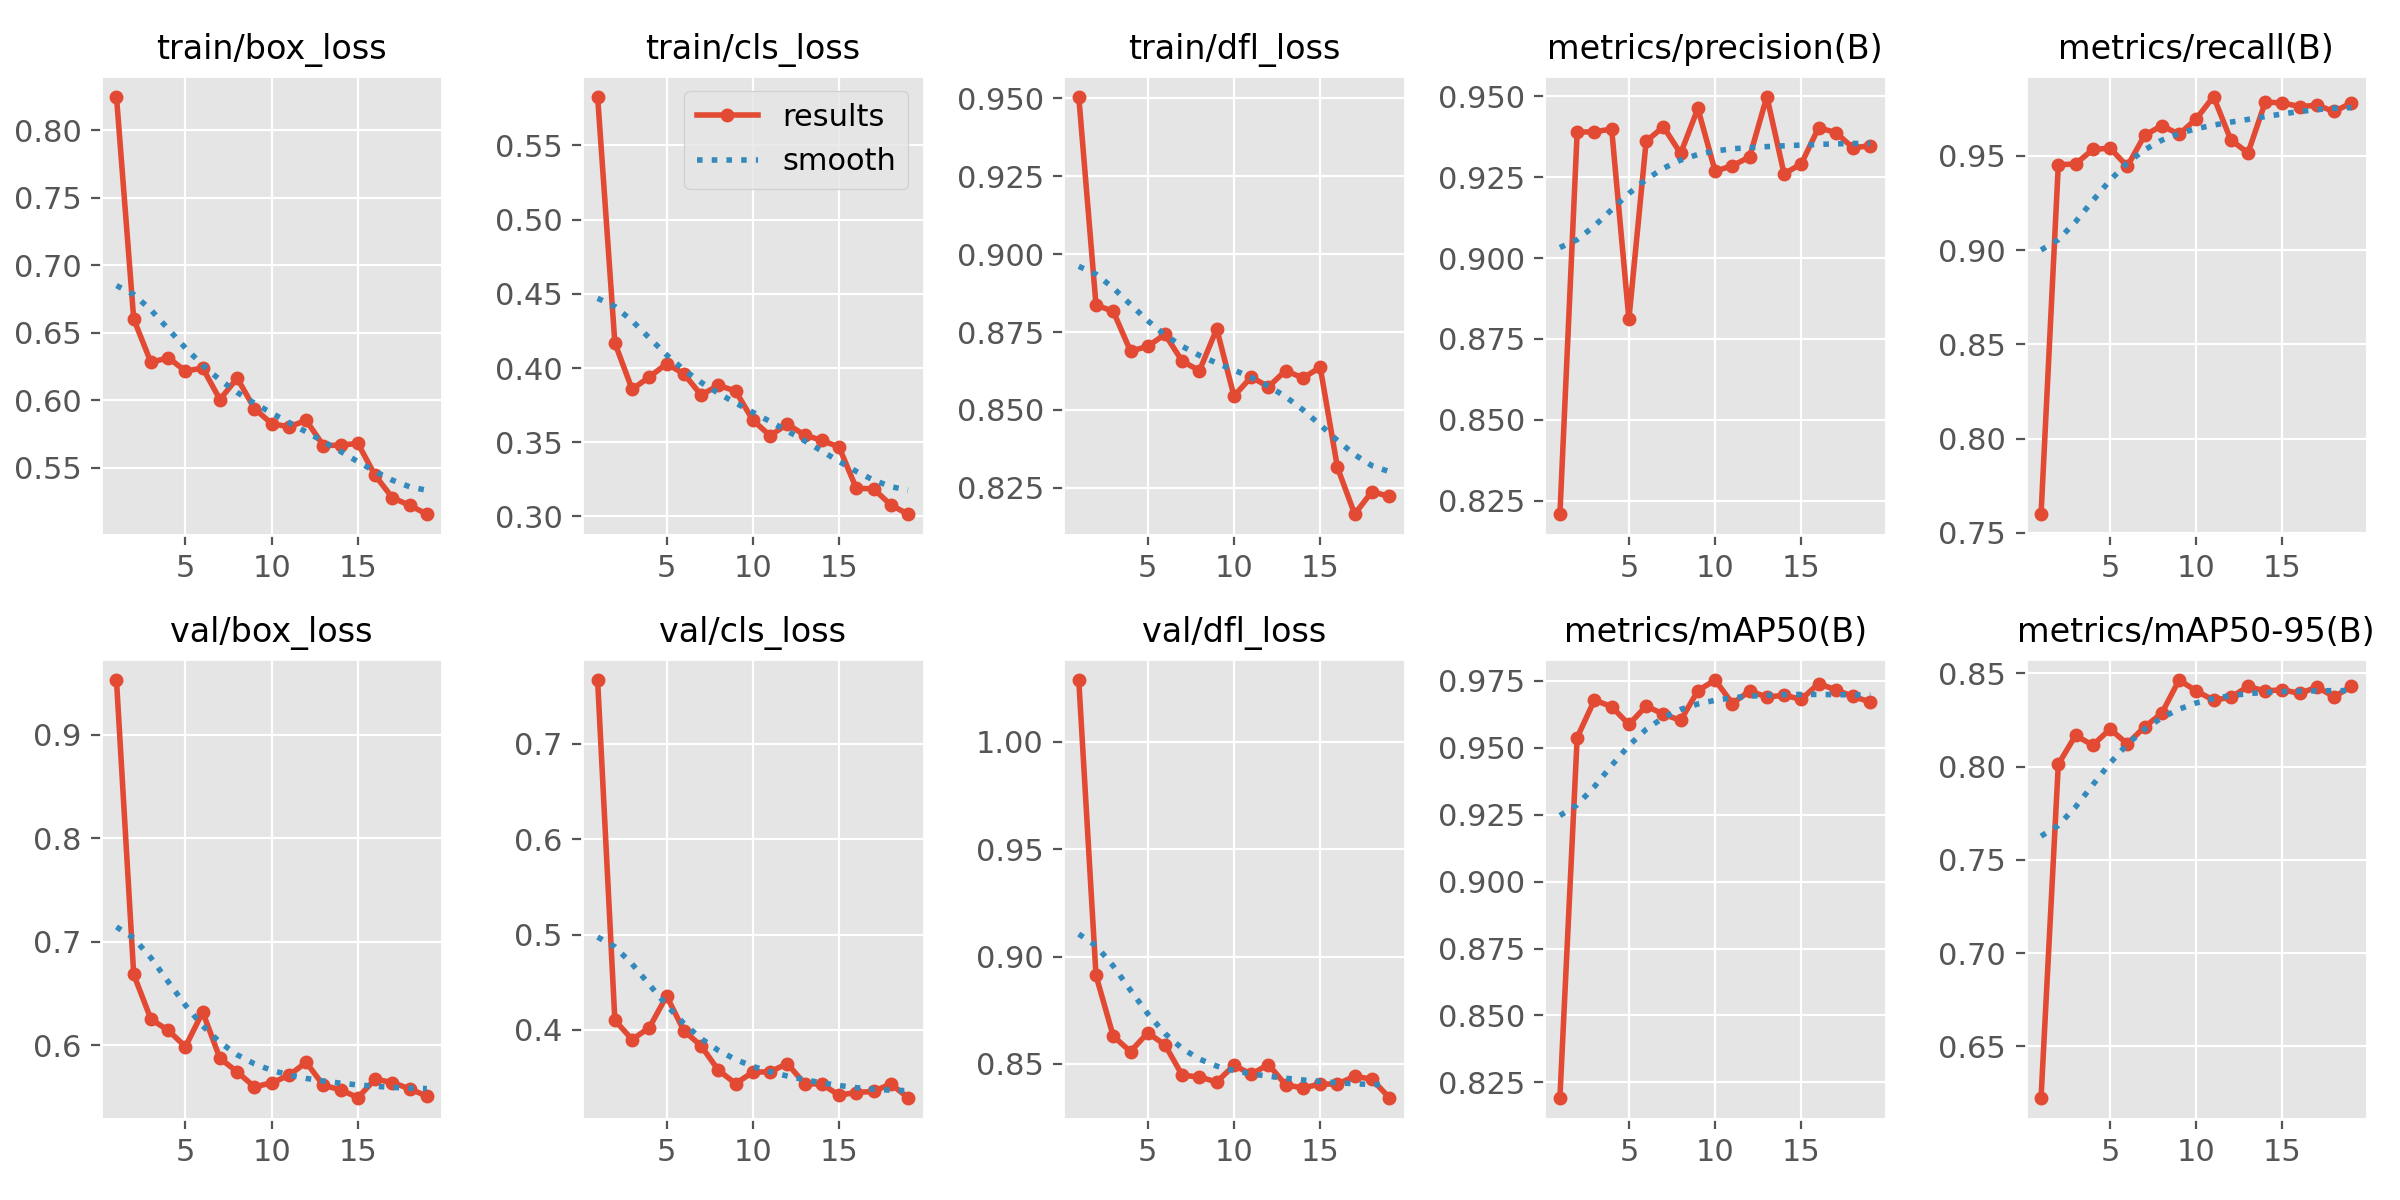 train/box_loss
0.80
0.75
0.70
0.65
0.60
0.55
5 10 15
train/cls_loss
results
smooth
0.55
0.50
0.45
0.40
0.35
0.30
5 10 15
train/dfl_loss
0.950
0.925
0.900
0.875
0.850
0.825
5 10 15
metrics/precision(B)
0.950
0.925
0.900
0.875
0.850
0.825
5 10 15
metrics/recall(B)
0.95
0.90
0.85
0.80
0.75
5 10 15
val/box_loss
0.9
0.8
0.7
0.6
5 10 15
val/cls_loss
0.7
0.6
0.5
0.4
5 10 15
val/dfl_loss
1.00
0.95
0.90
0.85
5 10 15
metrics/mAP50(B)
0.975
0.950
0.925
0.900
0.875
0.850
0.825
5 10 15
metrics/mAP50-95(B)
0.85
0.80
0.75
0.70
0.65
5 10 15